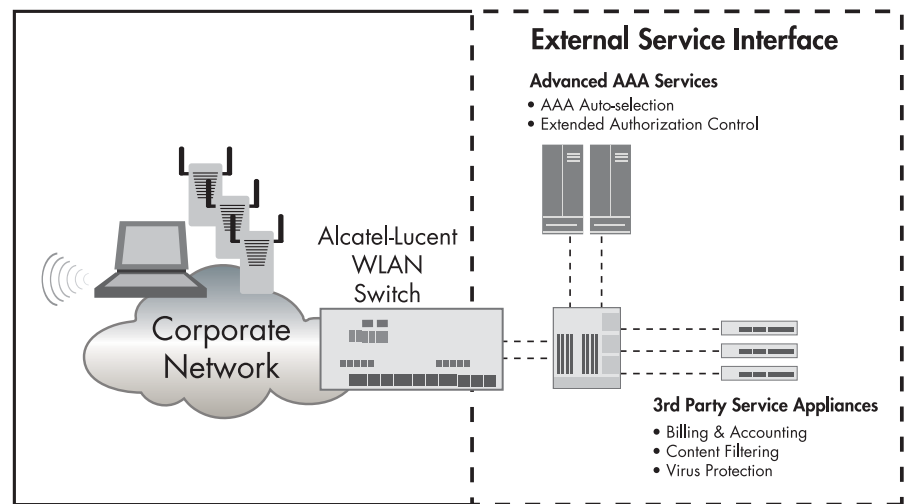 External Service Interface
Advanced AAA Services
• AAA Auto-selection
• Extended Authorization Control
Alcatel-Lucent
WLAN
Switch
Corporate
Network
3rd Party Service Appliances
• Billing & Accounting
• Content Filtering
• Virus Protection